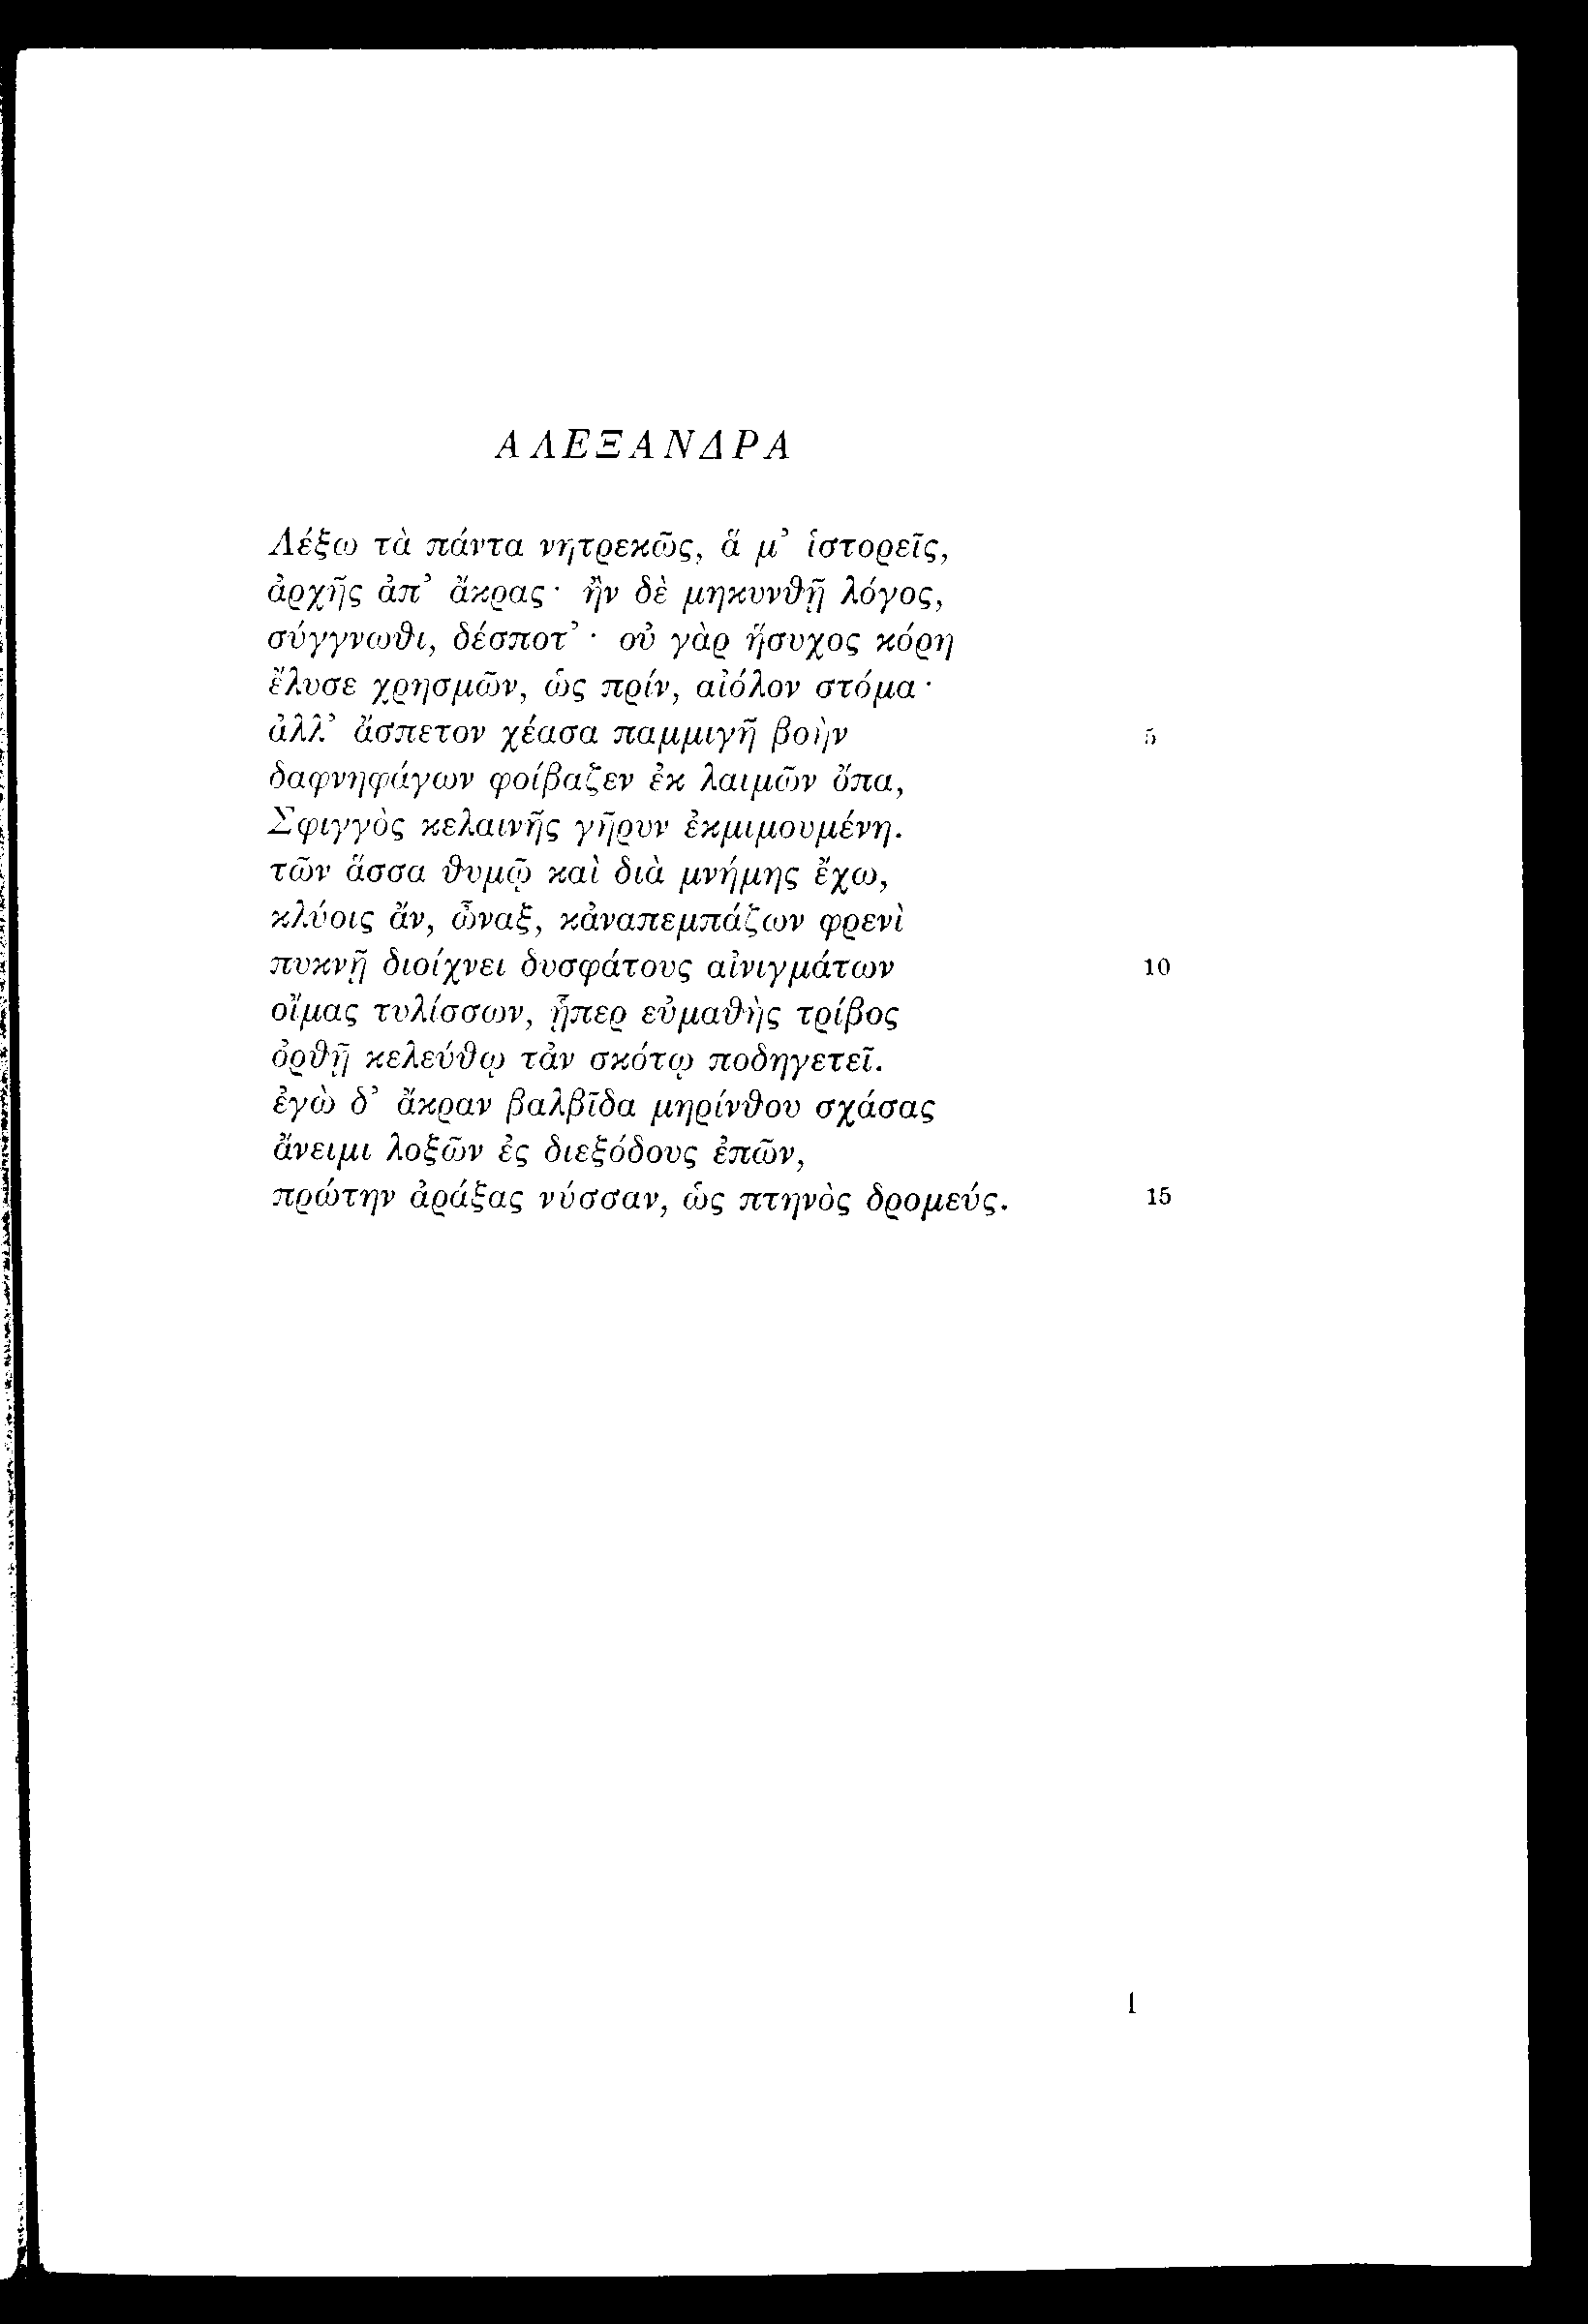 ΑΛΕΞΑΝΔΡΑ
Λέξω τὰ πάντα νητρεκῶς, ἅ μ’ ἱστορεῖς,
ἀρχῆς ἀπ’ ἄκρας· ἢν δὲ μηκυνθῇ λόγος,
σύγγνωθι, δέσποτ’· οὐ γὰρ ἥσυχος κόρη
ἔλυσε χρησμῶν, ὡς πρίν, αἰόλον στόμα·
ἀλλ’ ἄσπετον χέασα παμμιγῆ βοὴν 5
δαφνηφάγων φοίβαζεν ἐκ λαιμῶν ὄπα,
Σφιγγὸς κελαινῆς γῆρυν ἐκμιμουμένη.
τῶν ἅσσα θυμῷ καὶ διὰ μνήμης ἔχω,
κλύοις ἄν, ὦναξ, κἀναπεμπάζων φρενὶ
πυκνῇ διοίχνει δυσφάτους αἰνιγμάτων 10
οἴμας τυλίσσων, ᾗπερ εὐμαθὴς τρίβος
ὀρθῇ κελεύθῳ τἀν σκότῳ ποδηγετεῖ.
ἐγὼ δ’ ἄκραν βαλβῖδα μηρίνθου σχάσας
ἄνειμι λοξῶν ἐς διεξόδους ἐπῶν,
πρώτην ἀράξας νύσσαν, ὡς πτηνὸς δρομεύς. 15
1